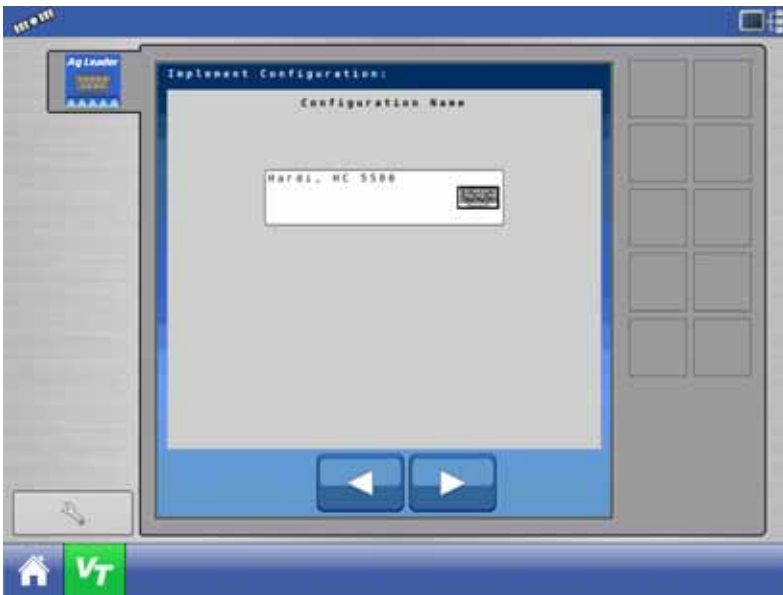 Ag Leader
Implement Configuration:
Configuration Name
Hardi, HC 5500
VT